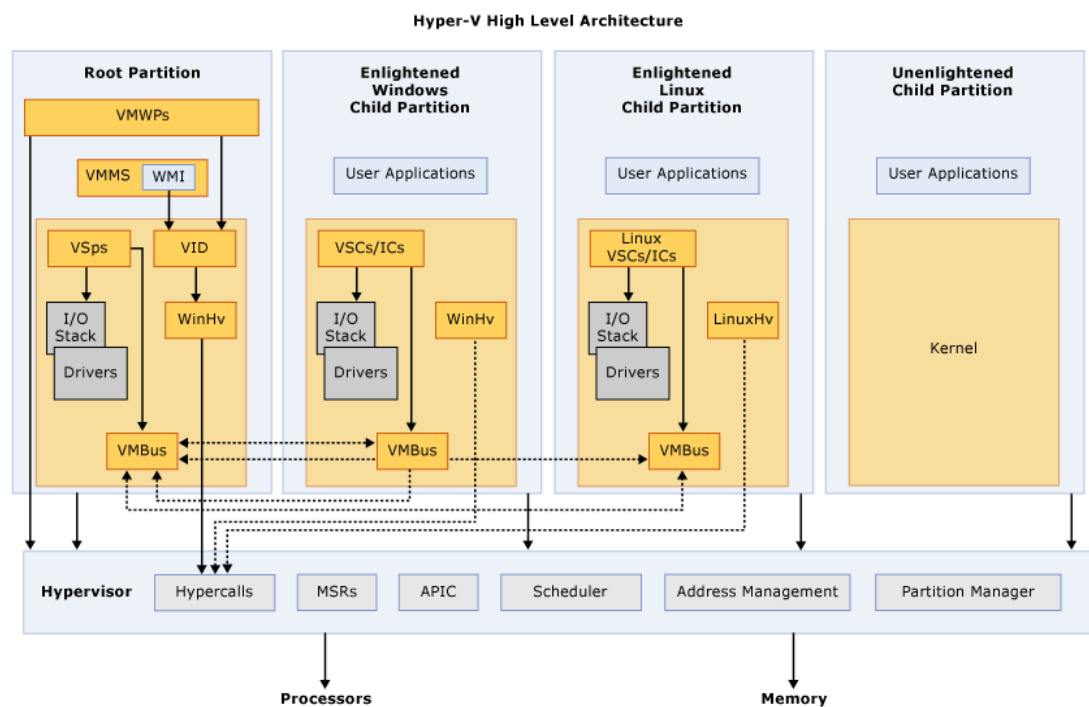 Hyper-V High Level Architecture
Root Partition
VMWPs
VMMS
WMI
VSps
VID
I/O
Stack
WinHv
Drivers
VMBus
Enlightened
Windows
Child Partition
User Applications
VSCs/ICs
I/O
Stack
WinHv
Drivers
VMBus
Enlightened
Linux
Child Partition
User Applications
Linux
VSCs/ICs
I/O
Stack
LinuxHv
Drivers
VMBus
Unenlightened
Child Partition
User Applications
Kernel
Hypervisor
Hypercalls
MSRs
APIC
Scheduler
Address Management
Partition Manager
Processors
Memory